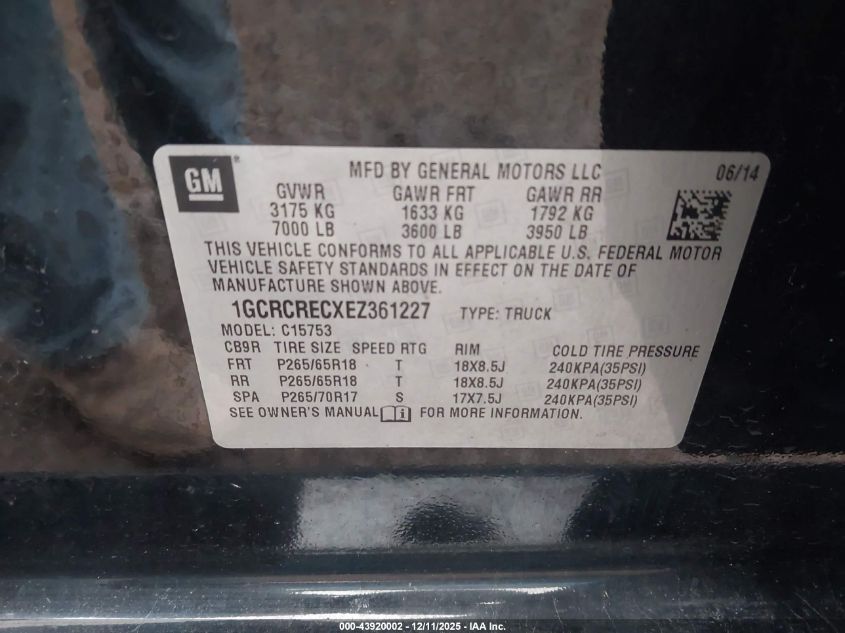 GM
MFD BY GENERAL MOTORS LLC 06/14
GVWR GAWR FRT GAWR RR
3175 KG 1633 KG 1792 KG
7000 LB 3600 LB 3950 LB
THIS VEHICLE CONFORMS TO ALL APPLICABLE U.S. FEDERAL MOTOR
VEHICLE SAFETY STANDARDS IN EFFECT ON THE DATE OF
MANUFACTURE SHOWN ABOVE.
1GCRCRECXEZ361227 TYPE: TRUCK
MODEL: C15753
CB9R TIRE SIZE SPEED RTG RIM COLD TIRE PRESSURE
FRT P265/65R18 T 18X8.5J 240KPA(35PSI)
RR P265/65R18 T 18X8.5J 240KPA(35PSI)
SPA P265/70R17 S 17X7.5J 240KPA(35PSI)
SEE OWNER'S MANUAL i FOR MORE INFORMATION.
000-43920002 - 12/11/2025 - IAA Inc.